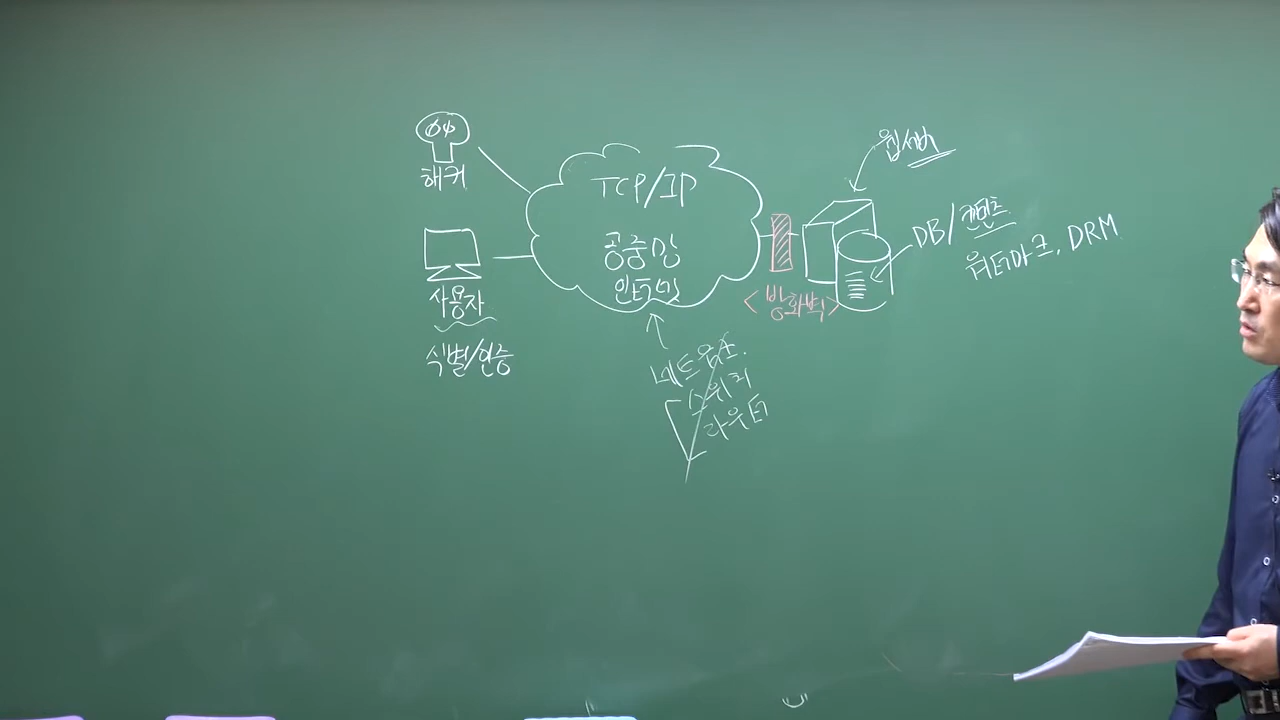 해커
사용자
식별/인증
TCP/IP
공중망
인터넷
네트워크.
스위치
라우터
<방화벽>
웹서버
DB/컨텐츠
워터마크, DRM